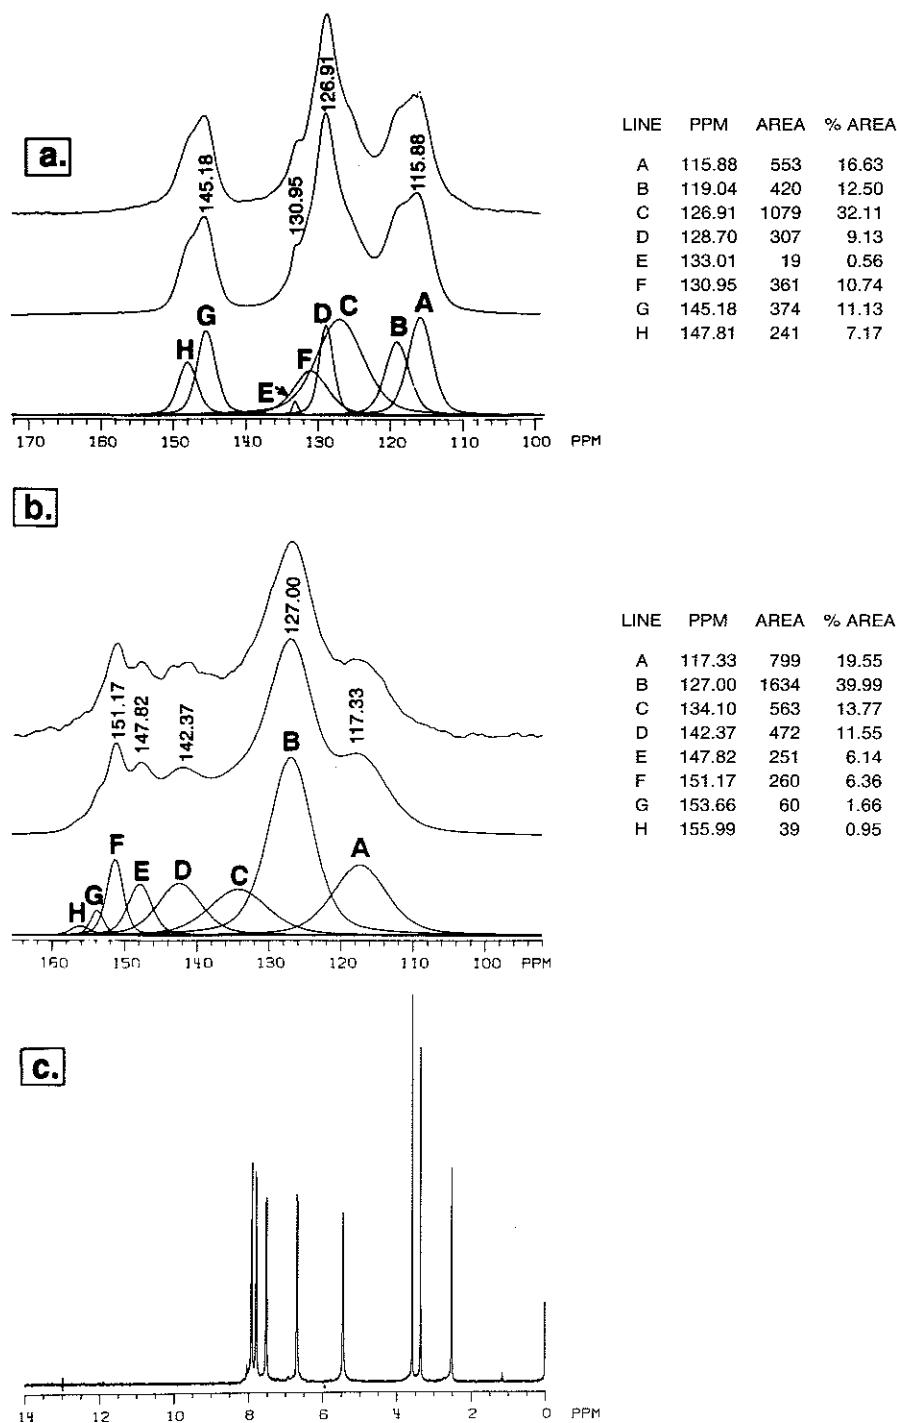 a.
126.91
145.18
130.95
115.88
LINE PPM AREA % AREA
A 115.88 553 16.63
B 119.04 420 12.50
C 126.91 1079 32.11
D 128.70 307 9.13
E 133.01 19 0.56
F 130.95 361 10.74
G 145.18 374 11.13
H 147.81 241 7.17
H G E F D C B A
170 160 150 140 130 120 110 100 PPM
b.
127.00
151.17
147.82
142.37
117.33
LINE PPM AREA % AREA
A 117.33 799 19.55
B 127.00 1634 39.99
C 134.10 563 13.77
D 142.37 472 11.55
E 147.82 251 6.14
F 151.17 260 6.36
G 153.66 60 1.66
H 155.99 39 0.95
H G F E D C B A
160 150 140 130 120 110 100 PPM
c.
14 12 10 8 6 4 2 0 PPM